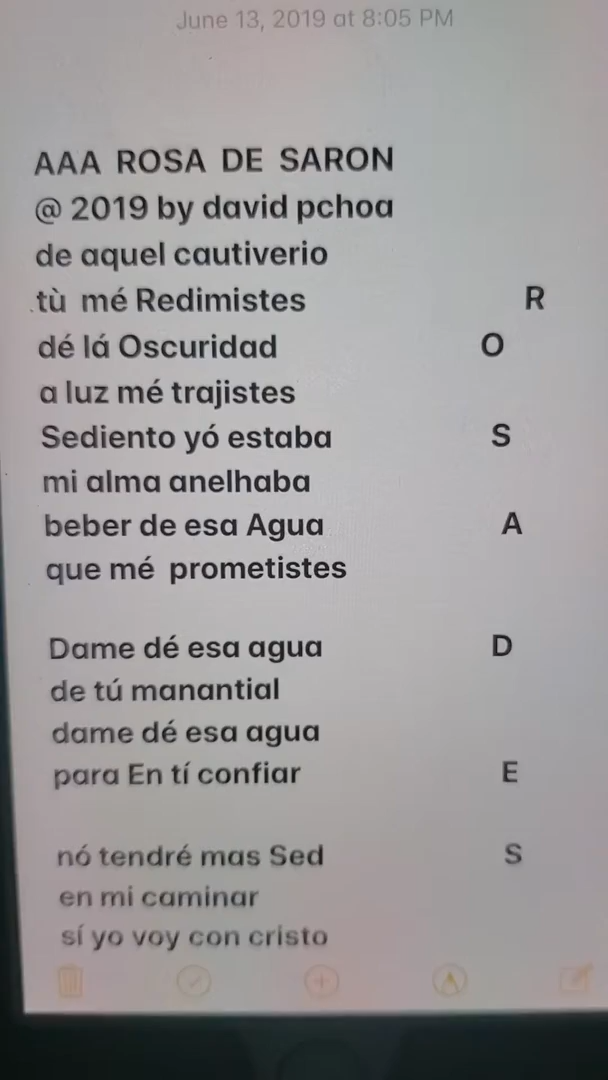 June 13, 2019 at 8:05 PM
AAA ROSA DE SARON
@ 2019 by david pchoa
de aquel cautiverio
tù mé Redimistes R
dé lá Oscuridad O
a luz mé trajistes
Sediento yó estaba S
mi alma anelhaba
beber de esa Agua A
que mé prometistes
Dame dé esa agua D
de tú manantial
dame dé esa agua
para En tí confiar E
nó tendré mas Sed S
en mi caminar
sí yo voy con cristo